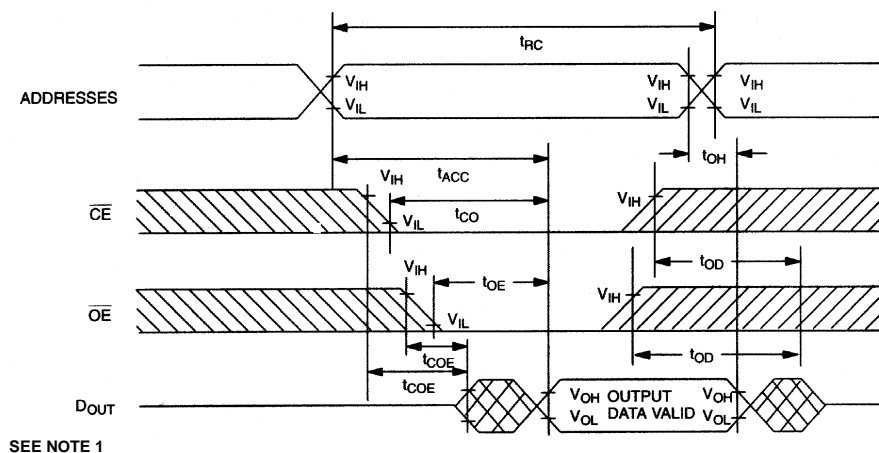 tRC
ADDRESSES
VIH
VIL
VIH
VIL
VIH
VIL
tOH
tACC
VIH
CE
tCO
VIL
VIH
tOD
VIH
OE
tOE
VIL
VIH
tCOE
tOD
tCOE
DOUT
VOH OUTPUT VOH
VOL DATA VALID VOL
SEE NOTE 1